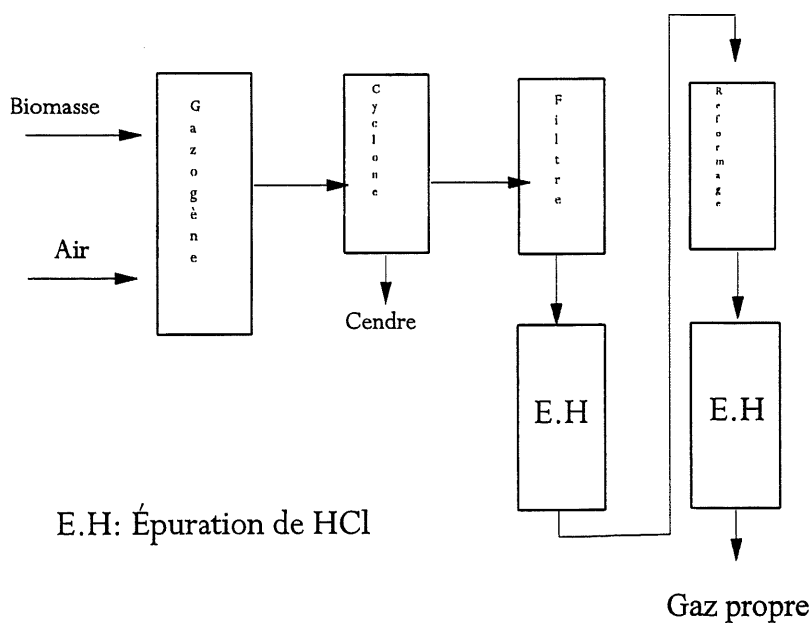 Biomasse
Air
Gazogène
Cyclone
Cendre
Filtre
E.H
Reformage
E.H
E.H: Épuration de HCl
Gaz propre